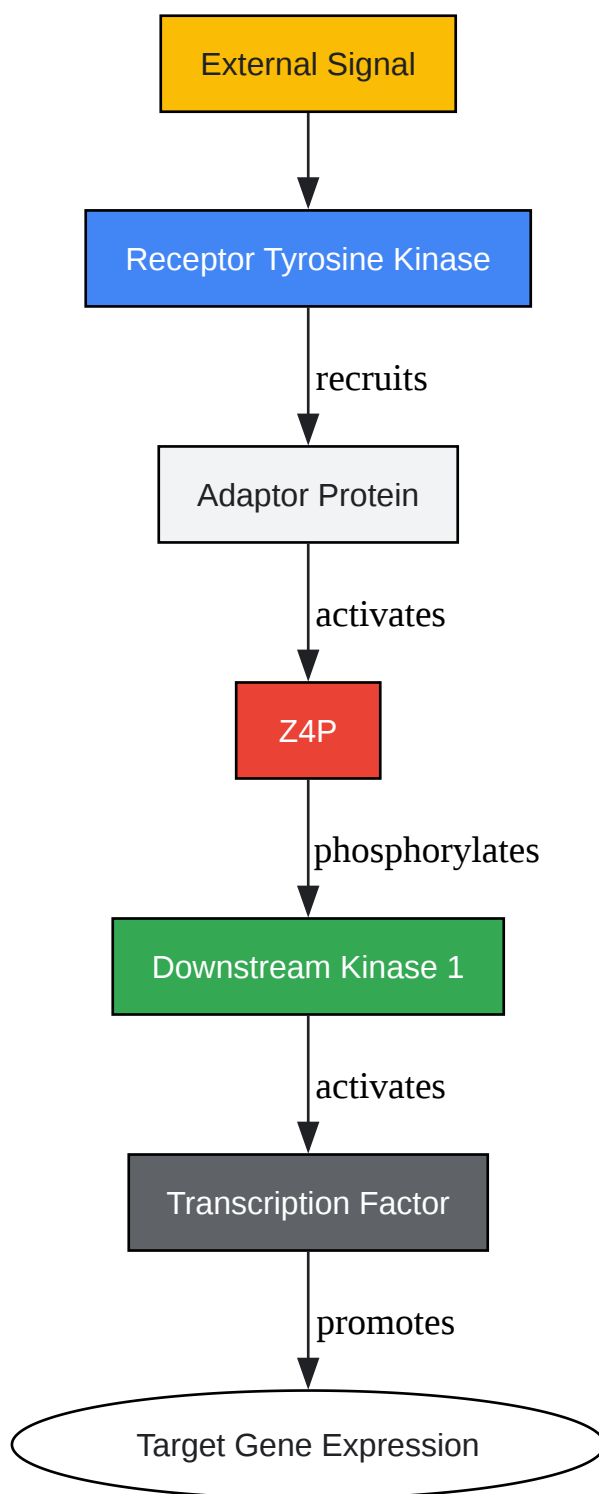 External Signal
Receptor Tyrosine Kinase
recruits
Adaptor Protein
activates
Z4P
phosphorylates
Downstream Kinase 1
activates
Transcription Factor
promotes
Target Gene Expression